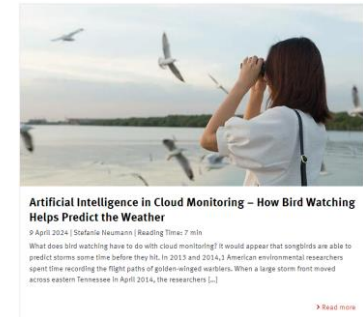 Artificial Intelligence in Cloud Monitoring – How Bird Watching
Helps Predict the Weather
9 April 2024 | Stefanie Neumann | Reading Time: 7 min
What does bird watching have to do with cloud monitoring? It would appear that songbirds are able to
predict storms some time before they hit. In 2013 and 2014,1 American environmental researchers
spent time recording the flight paths of golden-winged warblers. When a large storm front moved
across eastern Tennessee in April 2014, the researchers [...]
> Read more